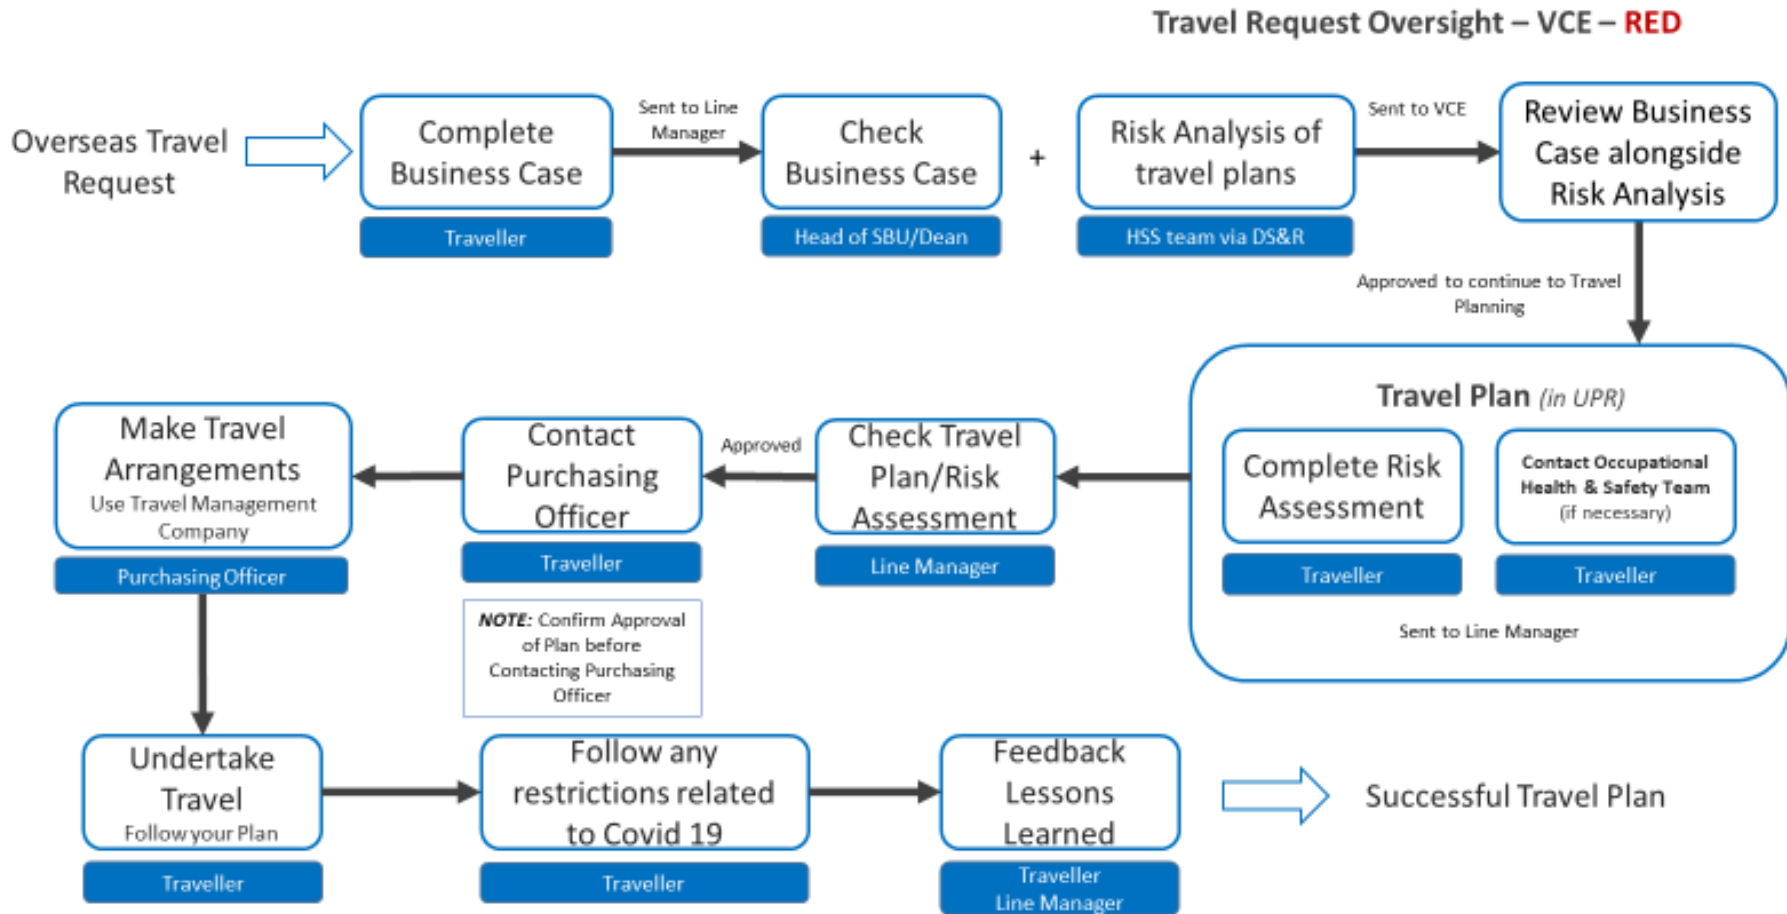 Travel Request Oversight – VCE – RED
Overseas Travel
Request
Complete
Business Case
Traveller
Sent to Line
Manager
Check
Business Case
Head of SBU/Dean
+
Risk Analysis of
travel plans
HSS team via DS&R
Sent to VCE
Review Business
Case alongside
Risk Analysis
Approved to continue to Travel
Planning
Travel Plan (in UPR)
Complete Risk
Assessment
Traveller
Contact Occupational
Health & Safety Team
(if necessary)
Traveller
Sent to Line Manager
Check Travel
Plan/Risk
Assessment
Line Manager
Approved
Contact
Purchasing
Officer
Traveller
NOTE: Confirm Approval
of Plan before
Contacting Purchasing
Officer
Make Travel
Arrangements
Use Travel Management
Company
Purchasing Officer
Undertake
Travel
Follow your Plan
Traveller
Follow any
restrictions related
to Covid 19
Traveller
Feedback
Lessons
Learned
Traveller
Line Manager
Successful Travel Plan